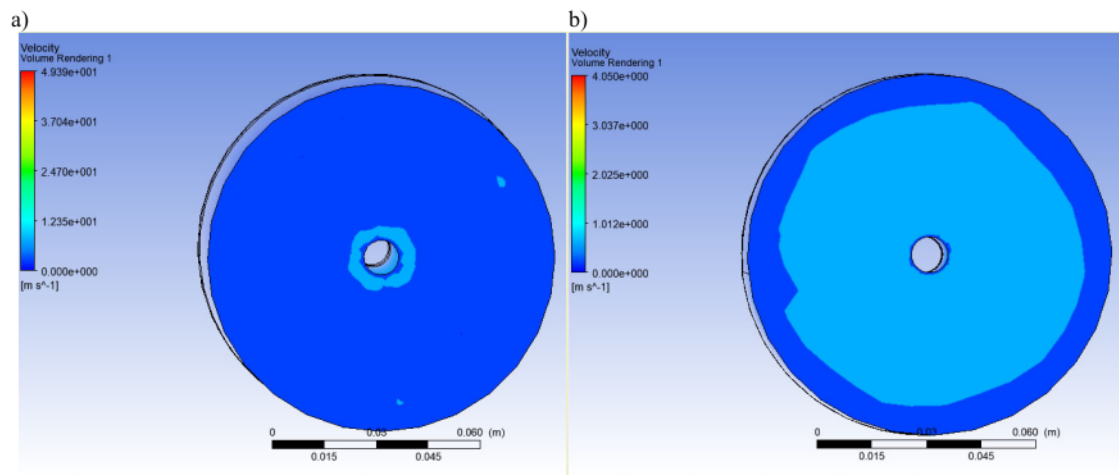 a)
Velocity
Volume Rendering 1
4.939e+001
3.704e+001
2.470e+001
1.235e+001
0.000e+000
[m s^-1]
0
0.03
0.060
(m)
0.015
0.045
b)
Velocity
Volume Rendering 1
4.050e+000
3.037e+000
2.025e+000
1.012e+000
0.000e+000
[m s^-1]
0
0.03
0.060
(m)
0.015
0.045